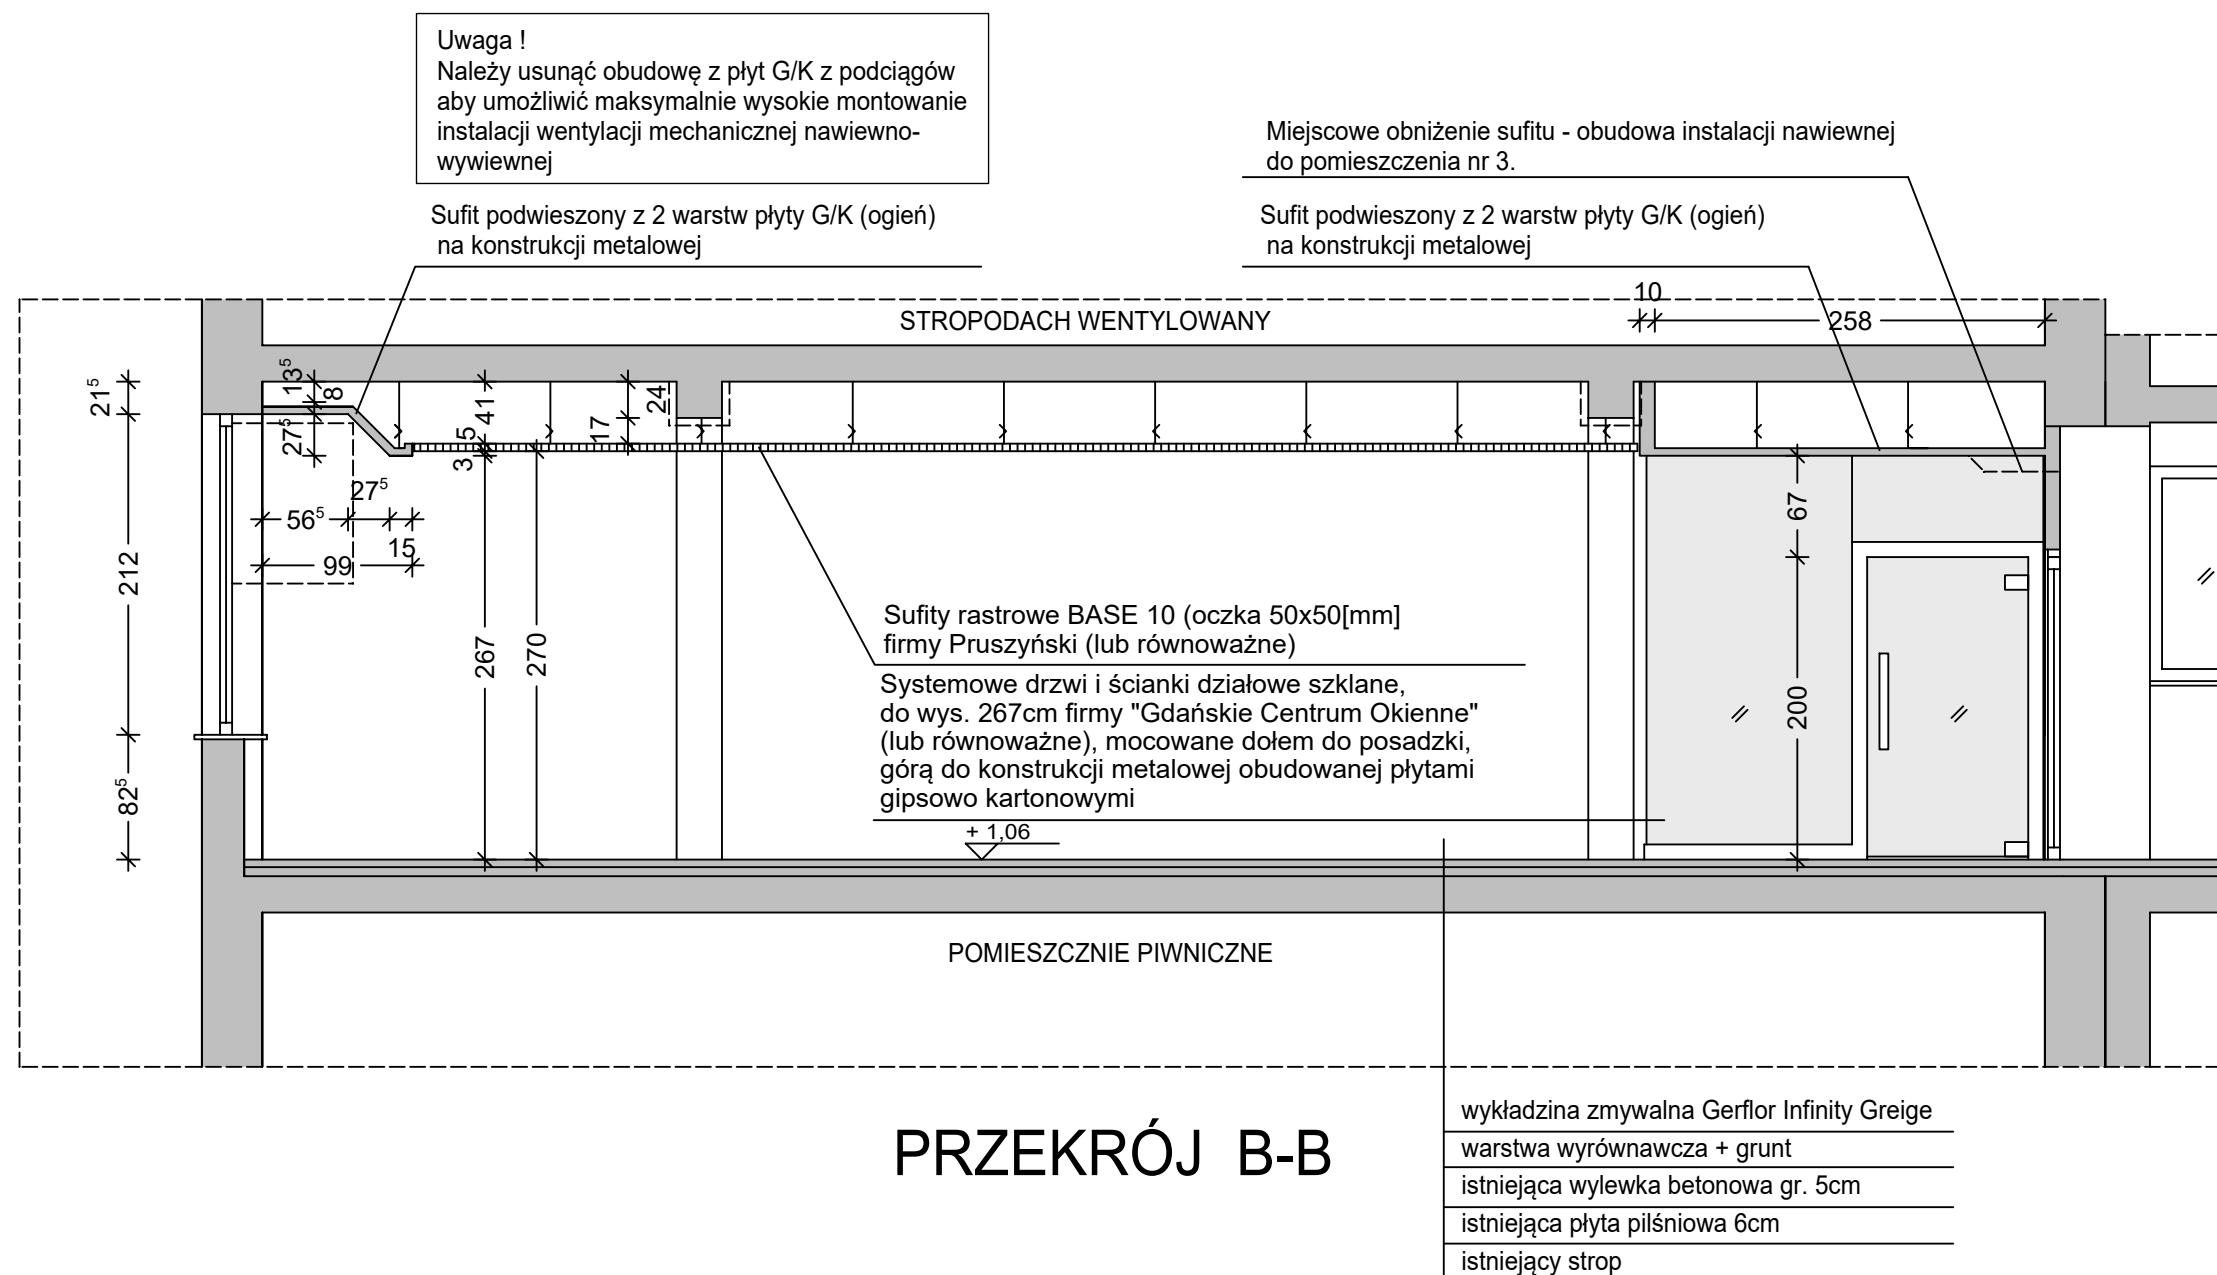 Uwaga !
Należy usunąć obudowę z płyt G/K z podciągów
aby umożliwić maksymalnie wysokie montowanie
instalacji wentylacji mechanicznej nawiewno-
wywiewnej
Miejscowe obniżenie sufitu - obudowa instalacji nawiewnej
do pomieszczenia nr 3.
Sufit podwieszony z 2 warstw płyty G/K (ogień)
na konstrukcji metalowej
Sufit podwieszony z 2 warstw płyty G/K (ogień)
na konstrukcji metalowej
10
258
STROPODACH WENTYLOWANY
21⁵
13⁵
8
27⁵
41
5
3
17
24
27⁵
56⁵
15
99
212
82⁵
267
270
67
200
Sufity rastrowe BASE 10 (oczka 50x50[mm]
firmy Pruszyński (lub równoważne)
Systemowe drzwi i ścianki działowe szklane,
do wys. 267cm firmy "Gdańskie Centrum Okienne"
(lub równoważne), mocowane dołem do posadzki,
górą do konstrukcji metalowej obudowanej płytami
gipsowo kartonowymi
+ 1,06
POMIESZCZNIE PIWNICZNE
PRZEKRÓJ B-B
wykładzina zmywalna Gerflor Infinity Greige
warstwa wyrównawcza + grunt
istniejąca wylewka betonowa gr. 5cm
istniejąca płyta pilśniowa 6cm
istniejący strop